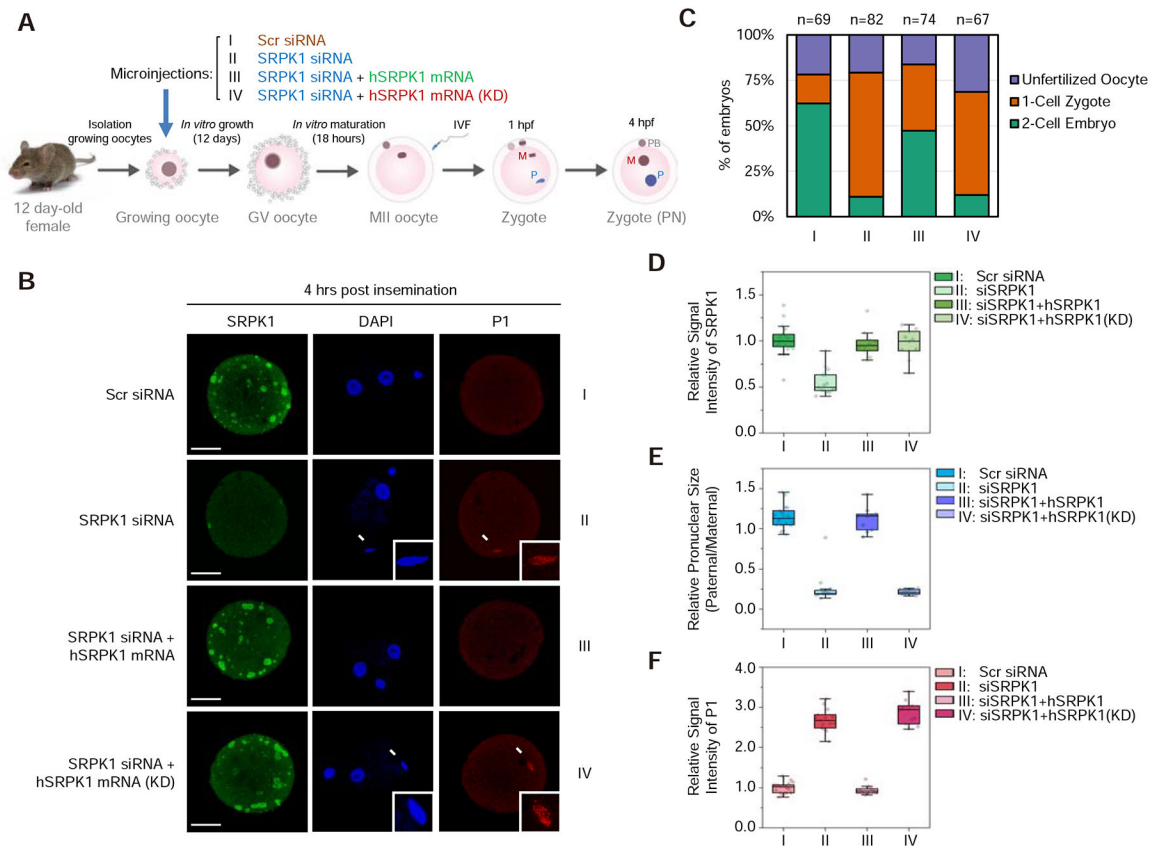 A
Microinjections:
I Scr siRNA
II SRPK1 siRNA
III SRPK1 siRNA + hSRPK1 mRNA
IV SRPK1 siRNA + hSRPK1 mRNA (KD)
Isolation
growing oocytes
In vitro growth
(12 days)
In vitro maturation
(18 hours)
IVF
1 hpf
4 hpf
M
P
PB
M
P
12 day-old
female
Growing oocyte
GV oocyte
MII oocyte
Zygote
Zygote (PN)
B
4 hrs post insemination
SRPK1 DAPI P1
Scr siRNA
I
SRPK1 siRNA
II
SRPK1 siRNA +
hSRPK1 mRNA
III
SRPK1 siRNA +
hSRPK1 mRNA (KD)
IV
C
n=69 n=82 n=74 n=67
% of embryos
100%
75%
50%
25%
0%
I II III IV
Unfertilized Oocyte
1-Cell Zygote
2-Cell Embryo
D
Relative Signal
Intensity of SRPK1
1.5
1.0
0.5
0.0
I II III IV
I: Scr siRNA
II: siSRPK1
III: siSRPK1+hSRPK1
IV: siSRPK1+hSRPK1(KD)
E
Relative Pronuclear Size
(Paternal/Maternal)
1.5
1.0
0.5
0.0
I II III IV
I: Scr siRNA
II: siSRPK1
III: siSRPK1+hSRPK1
IV: siSRPK1+hSRPK1(KD)
F
Relative Signal
Intensity of P1
4.0
3.0
2.0
1.0
0.0
I II III IV
I: Scr siRNA
II: siSRPK1
III: siSRPK1+hSRPK1
IV: siSRPK1+hSRPK1(KD)